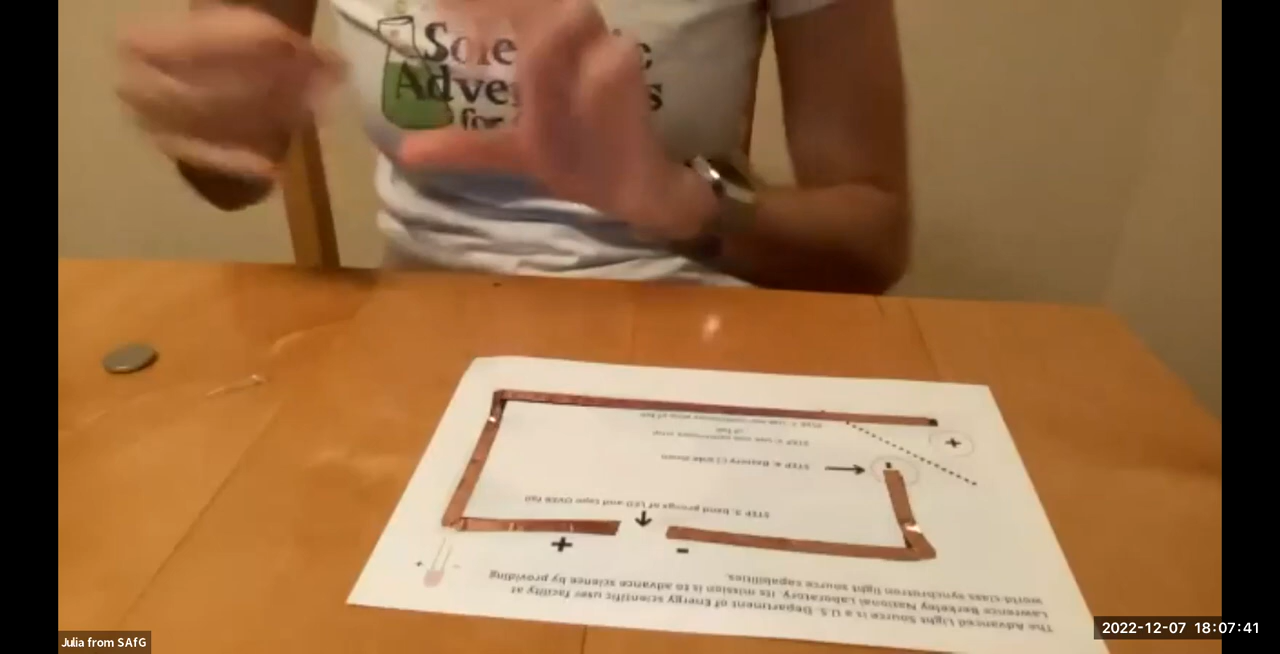 Scie
Adve s
for
+
-
STEP 4: Battery (-) side down
STEP 3: bend prongs of LED and tape OVER foil
+
-
The Advanced Light Source is a U.S. Department of Energy scientific user facility at
Lawrence Berkeley National Laboratory. Its mission is to advance science by providing
world-class synchrotron light source capabilities.
Julia from SAfG
2022-12-07 18:07:41